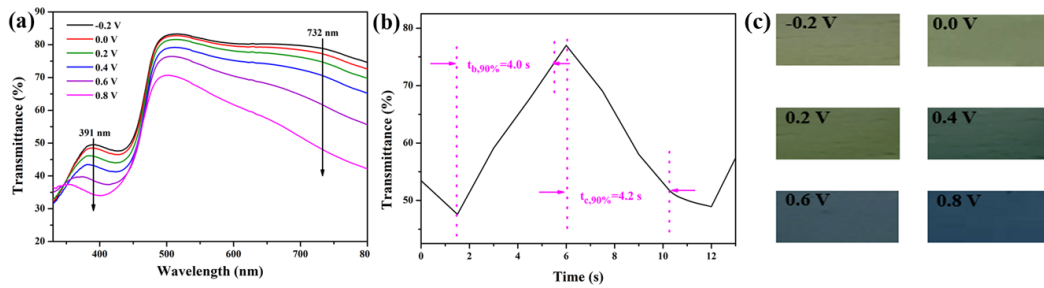 (a)
-0.2 V
0.0 V
0.2 V
0.4 V
0.6 V
0.8 V
732 nm
391 nm
90
80
70
60
50
40
30
20
400
500
600
700
80
Transmittance (%)
Wavelength (nm)
(b)
t_b,90%=4.0 s
t_c,90%=4.2 s
80
70
60
50
0
2
4
6
8
10
12
Transmittance (%)
Time (s)
(c)
-0.2 V
0.0 V
0.2 V
0.4 V
0.6 V
0.8 V